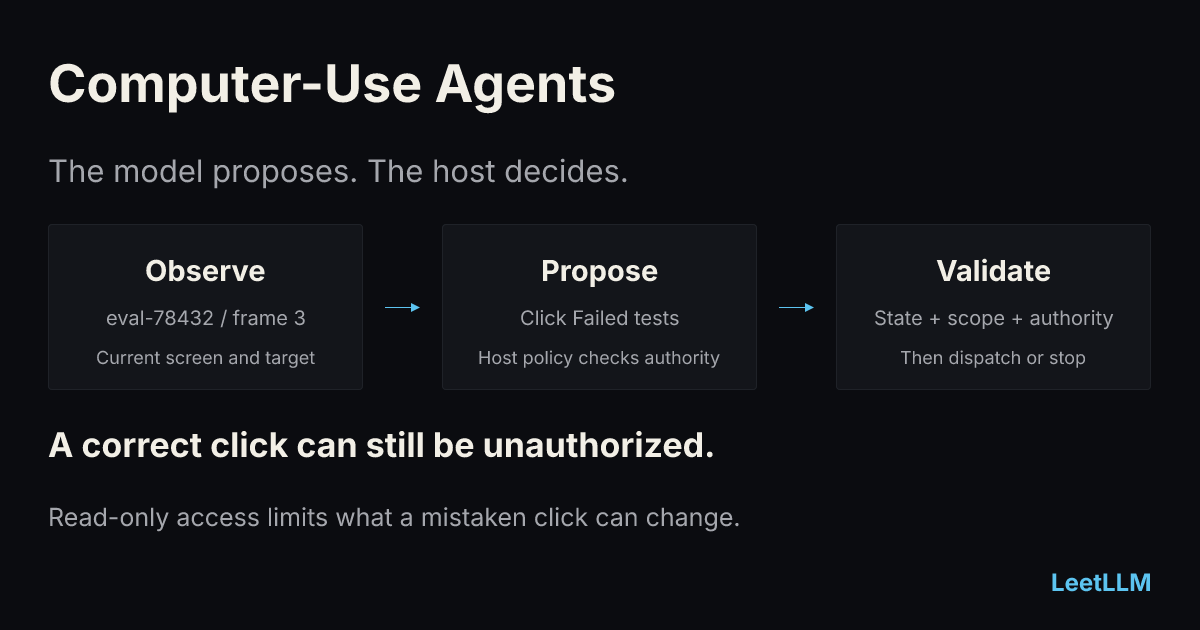 Computer-Use Agents
The model proposes. The host decides.
Observe
eval-78432 / frame 3
Current screen and target
Propose
Click Failed tests
Host policy checks authority
Validate
State + scope + authority
Then dispatch or stop
A correct click can still be unauthorized.
Read-only access limits what a mistaken click can change.
LeetLLM